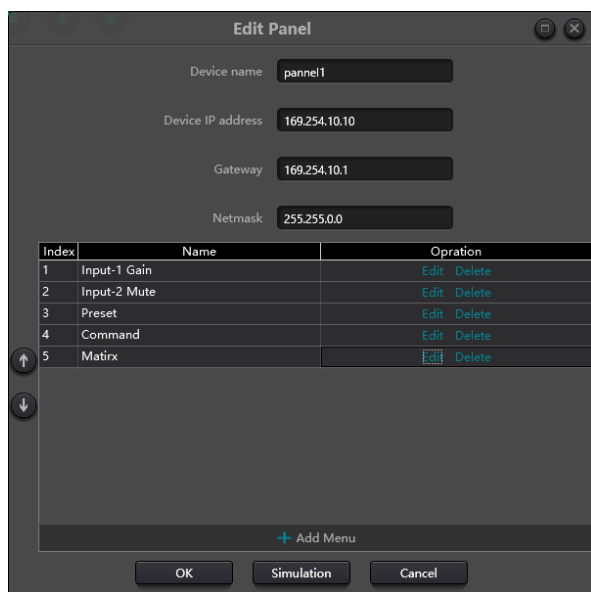 Edit Panel
Device name pannel1
Device IP address 169.254.10.10
Gateway 169.254.10.1
Netmask 255.255.0.0
Index Name Opration
1 Input-1 Gain Edit Delete
2 Input-2 Mute Edit Delete
3 Preset Edit Delete
4 Command Edit Delete
5 Matirx Edit Delete
Add Menu
OK Simulation Cancel